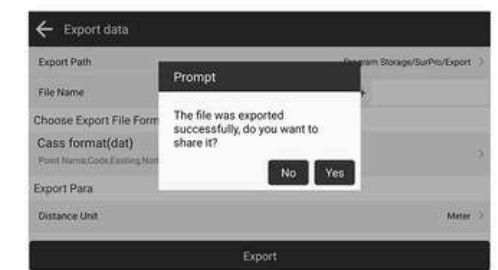 Export data
Export Path
Program Storage/SurPro/Export
File Name
Prompt
The file was exported
successfully, do you want to
share it?
No
Yes
Choose Export File Form
Cass format(dat)
Point Name,Code,Easting,Nort
Export Para
Distance Unit
Meter
Export